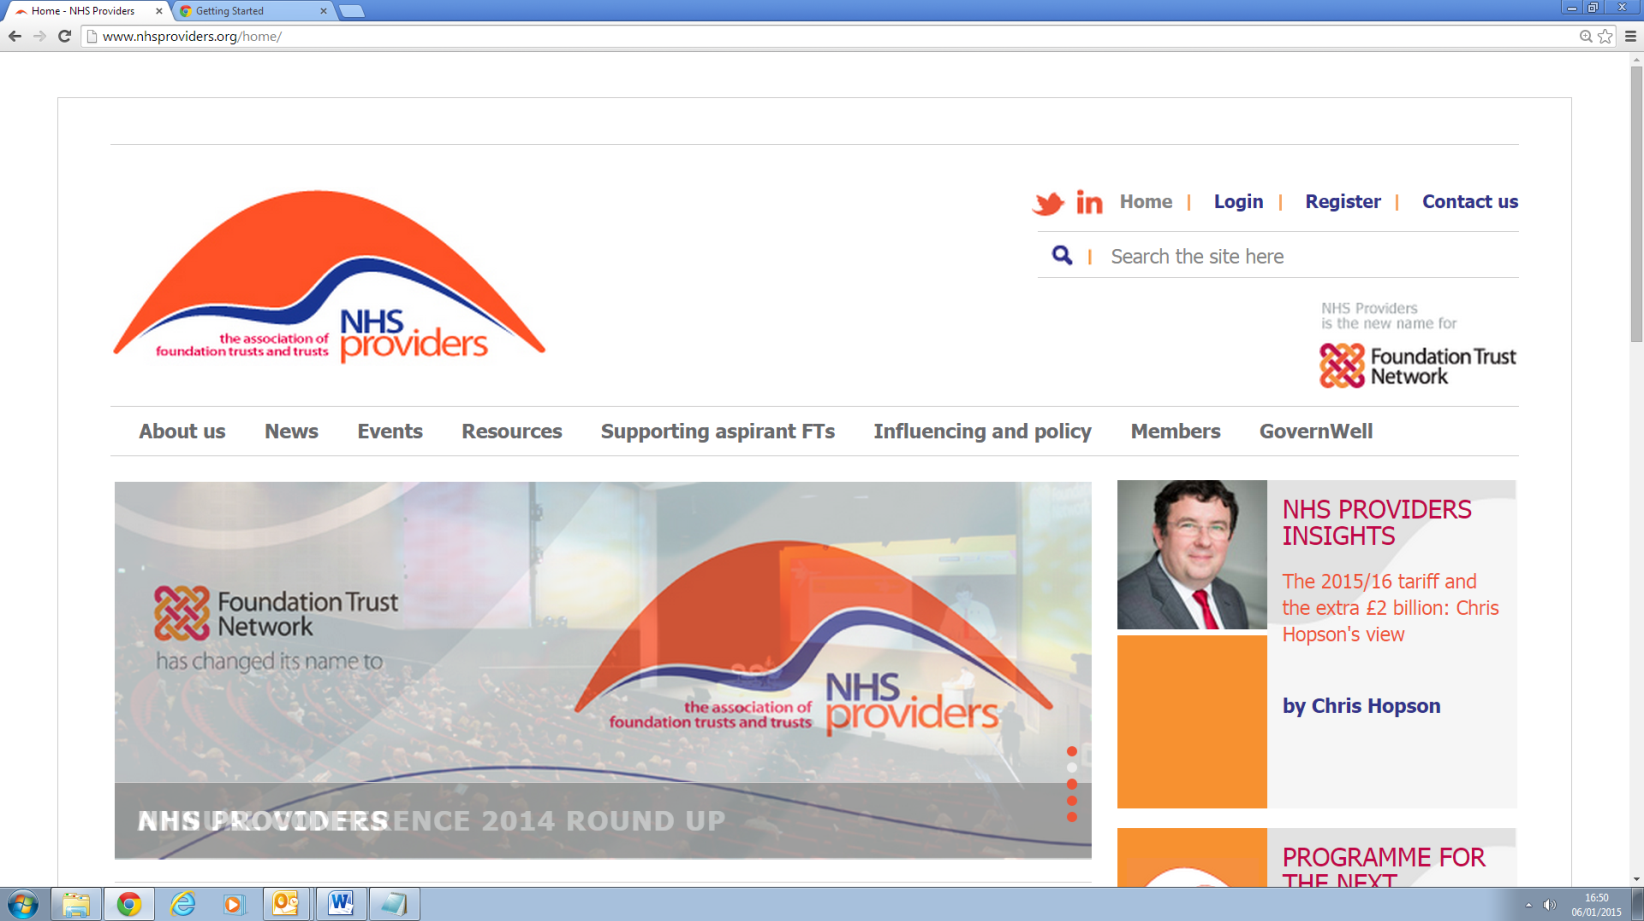 Home - NHS Providers
Getting Started
www.nhsproviders.org/home/
Home | Login | Register | Contact us
Search the site here
the association of
foundation trusts and trusts
NHS
providers
NHS Providers
is the new name for
Foundation Trust
Network
About us News Events Resources Supporting aspirant FTs Influencing and policy Members GovernWell
Foundation Trust
Network
has changed its name to
the association of
foundation trusts and trusts
NHS
providers
NHS PROVIDERS
RENCE 2014 ROUND UP
NHS PROVIDERS
INSIGHTS
The 2015/16 tariff and
the extra £2 billion: Chris
Hopson's view
by Chris Hopson
PROGRAMME FOR
THE NEXT
16:50
06/01/2015